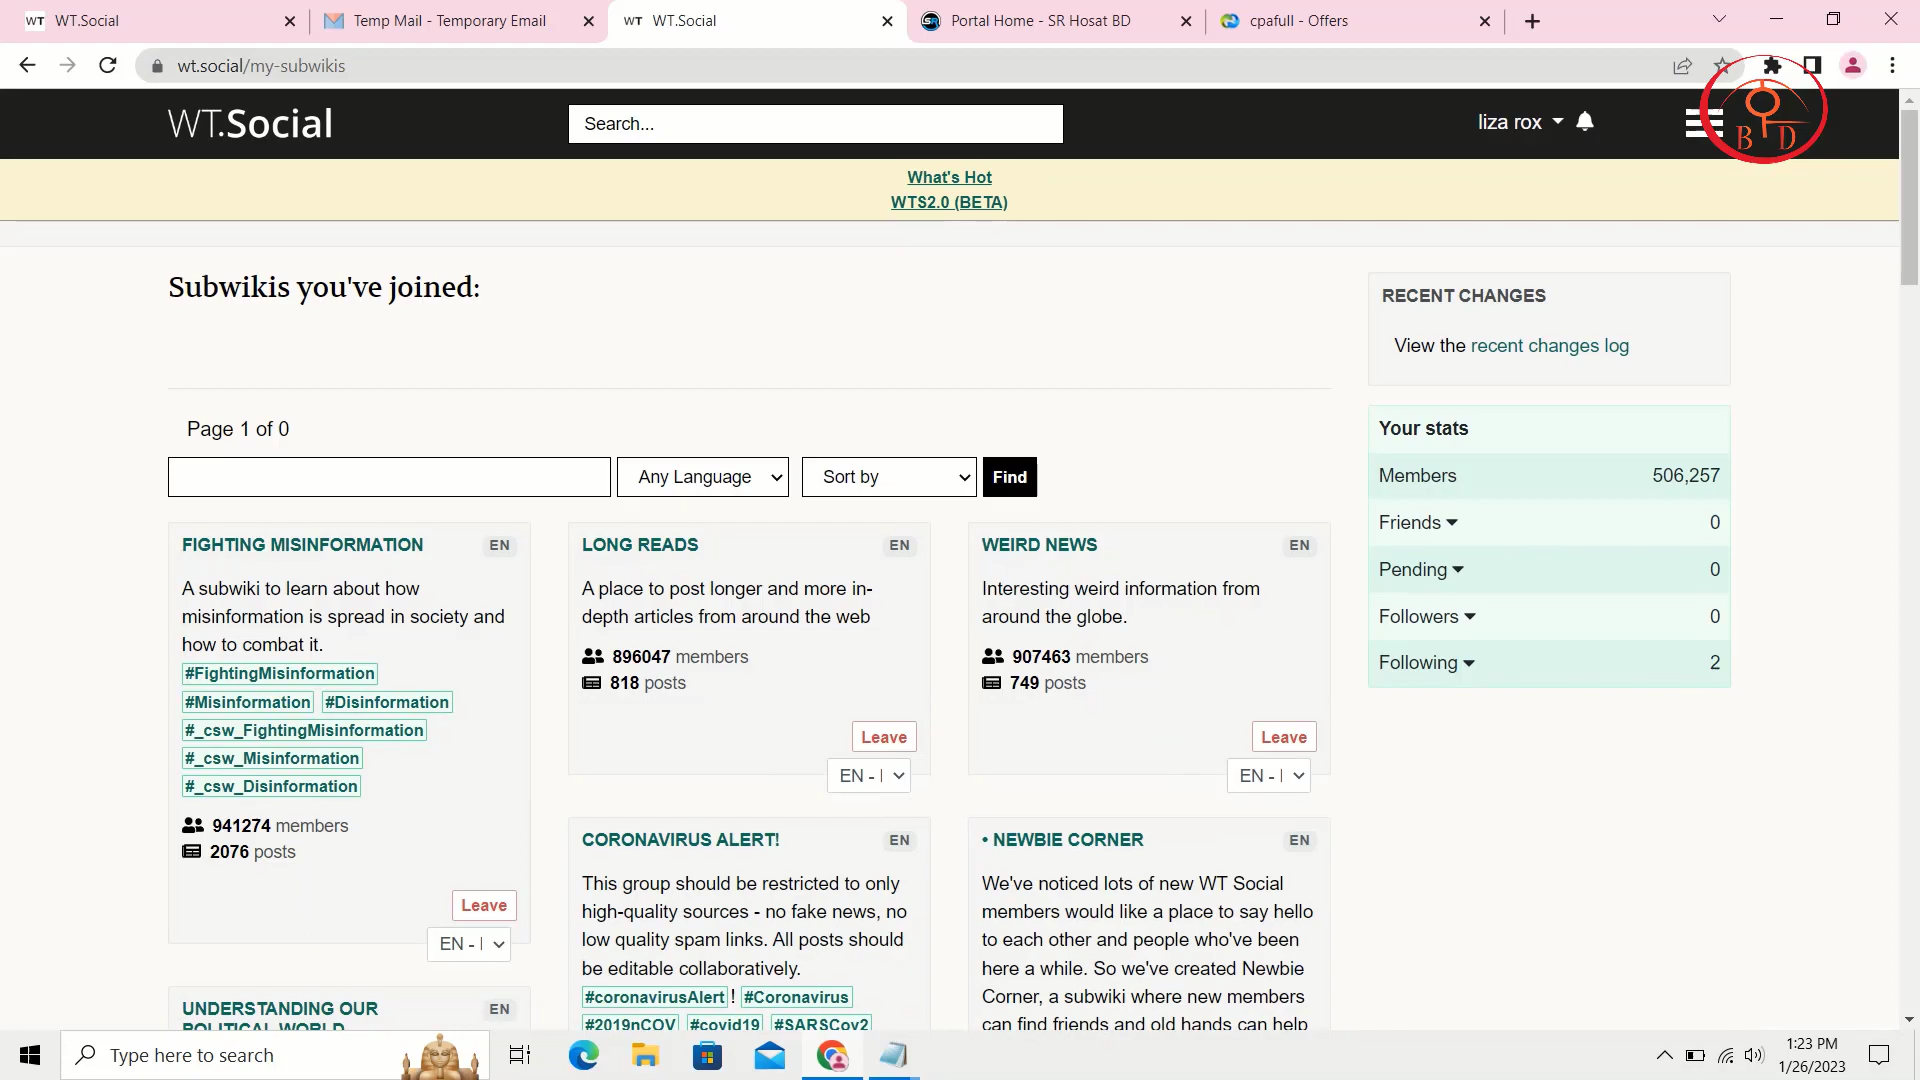 WT.Social
Temp Mail - Temporary Email
WT.Social
Portal Home - SR Hosat BD
cpafull - Offers
wt.social/my-subwikis
WT.Social
Search...
liza rox
B D
What's Hot
WTS2.0 (BETA)
Subwikis you've joined:
RECENT CHANGES
View the recent changes log
Page 1 of 0
Any Language
Sort by
Find
Your stats
Members 506,257
Friends 0
Pending 0
Followers 0
Following 2
FIGHTING MISINFORMATION EN
A subwiki to learn about how
misinformation is spread in society and
how to combat it.
#FightingMisinformation
#Misinformation #Disinformation
#_csw_FightingMisinformation
#_csw_Misinformation
#_csw_Disinformation
941274 members
2076 posts
Leave
EN -
LONG READS EN
A place to post longer and more in-
depth articles from around the web
896047 members
818 posts
Leave
EN -
WEIRD NEWS EN
Interesting weird information from
around the globe.
907463 members
749 posts
Leave
EN -
UNDERSTANDING OUR EN
POLITICAL WORLD
CORONAVIRUS ALERT! EN
This group should be restricted to only
high-quality sources - no fake news, no
low quality spam links. All posts should
be editable collaboratively.
#coronavirusAlert ! #Coronavirus
#2019nCOV #covid19 #SARSCov2
• NEWBIE CORNER EN
We've noticed lots of new WT Social
members would like a place to say hello
to each other and people who've been
here a while. So we've created Newbie
Corner, a subwiki where new members
can find friends and old hands can help
Type here to search
1:23 PM
1/26/2023